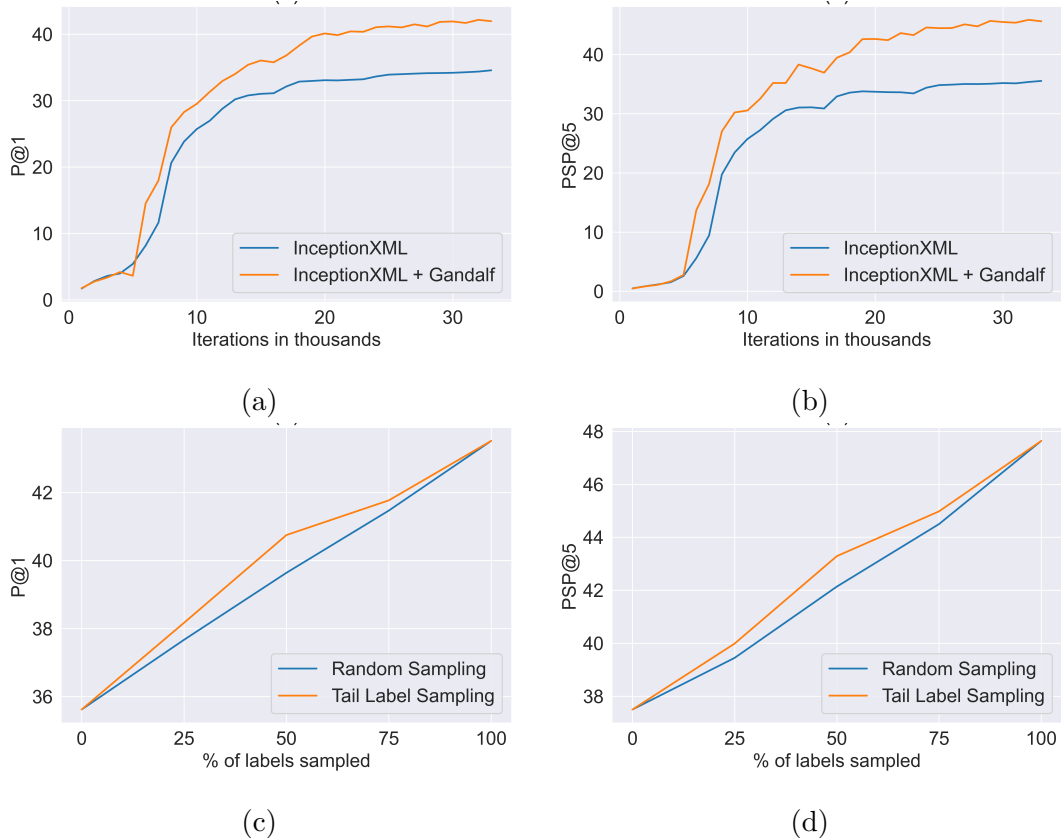 40
30
20
10
0
P@1
InceptionXML
InceptionXML + Gandalf
0 10 20 30
Iterations in thousands
(a)
50
40
30
20
10
0
PSP@5
InceptionXML
InceptionXML + Gandalf
0 10 20 30
Iterations in thousands
(b)
42
40
38
36
P@1
Random Sampling
Tail Label Sampling
0 25 50 75 100
% of labels sampled
(c)
48
46
44
42
40
38
PSP@5
Random Sampling
Tail Label Sampling
0 25 50 75 100
% of labels sampled
(d)